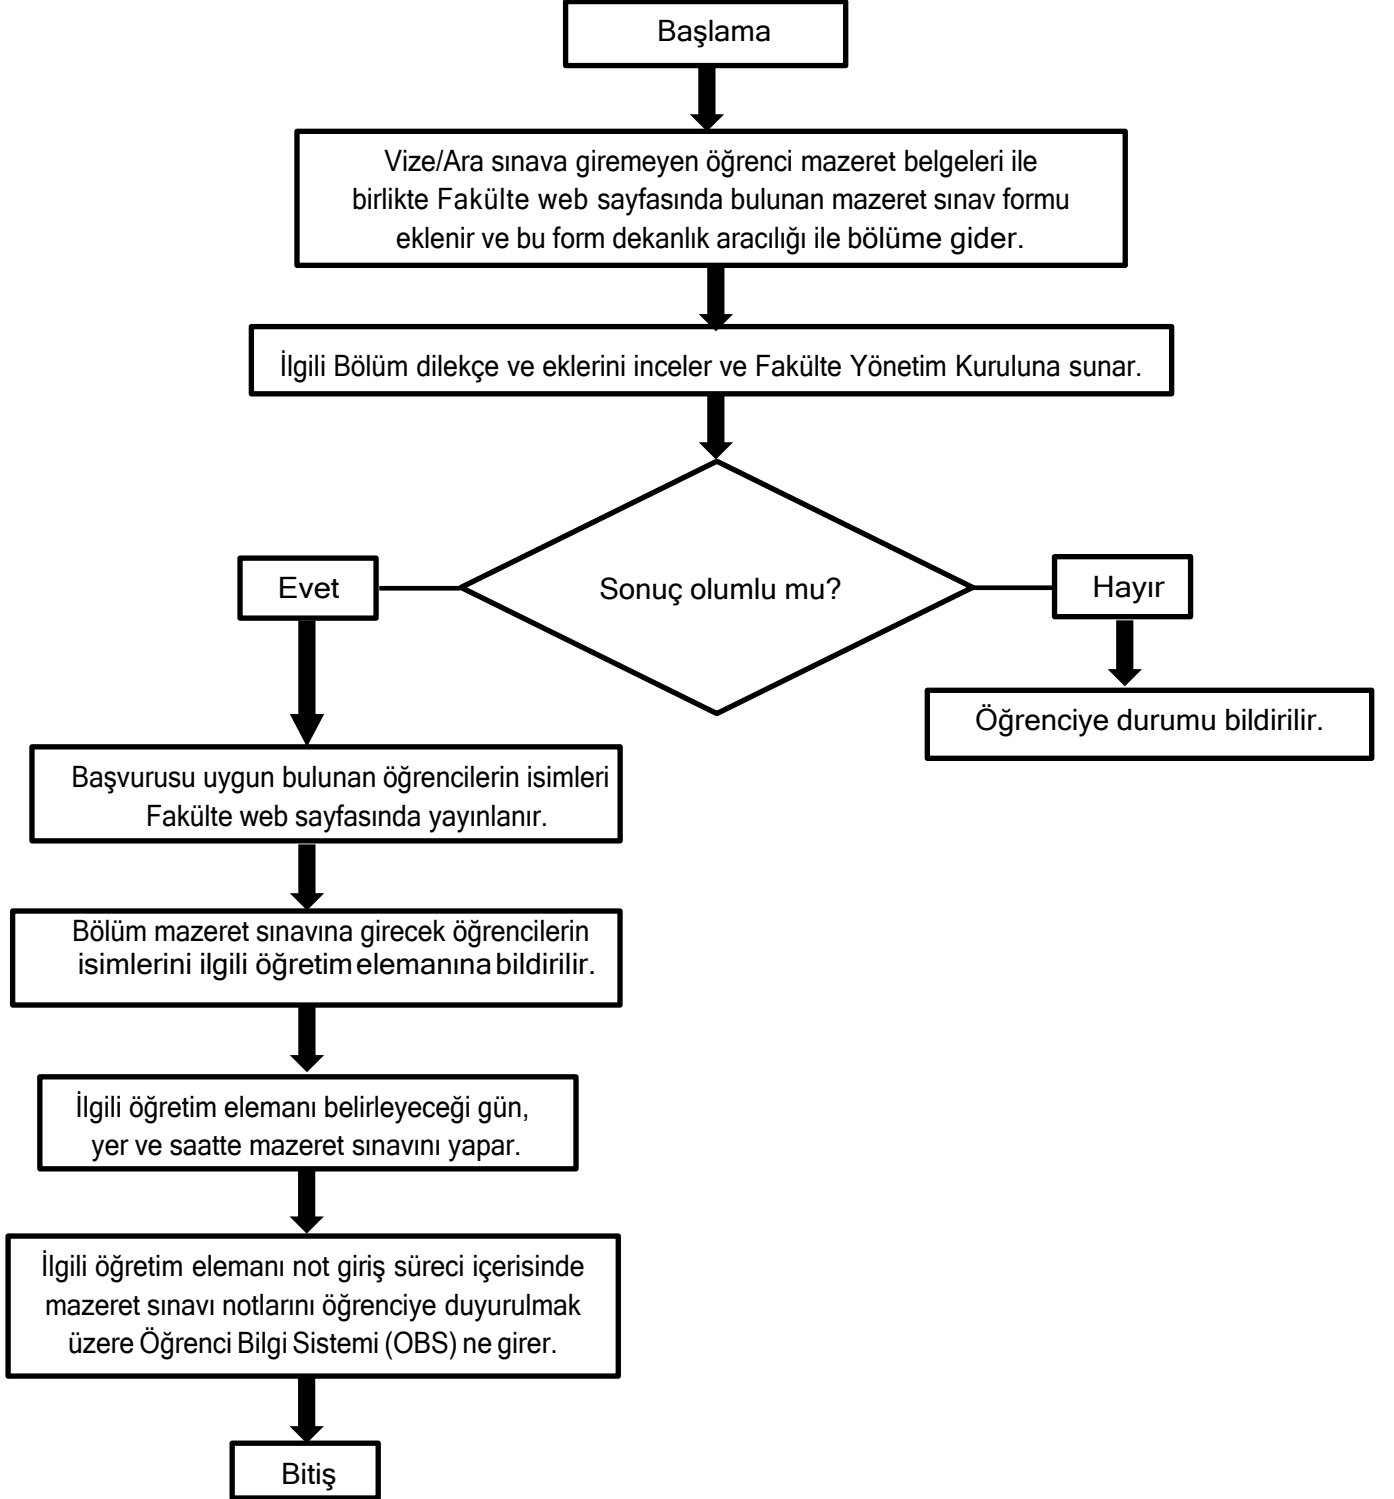 Başlama
Vize/Ara sınava giremeyen öğrenci mazeret belgeleri ile
birlikte Fakülte web sayfasında bulunan mazeret sınav formu
eklenir ve bu form dekanlık aracılığı ile bölüme gider.
İlgili Bölüm dilekçe ve eklerini inceler ve Fakülte Yönetim Kuruluna sunar.
Sonuç olumlu mu?
Evet
Hayır
Öğrenciye durumu bildirilir.
Başvurusu uygun bulunan öğrencilerin isimleri
Fakülte web sayfasında yayınlanır.
Bölüm mazeret sınavına girecek öğrencilerin
isimlerini ilgili öğretim elemanına bildirilir.
İlgili öğretim elemanı belirleyeceği gün,
yer ve saatte mazeret sınavını yapar.
İlgili öğretim elemanı not giriş süreci içerisinde
mazeret sınavı notlarını öğrenciye duyurulmak
üzere Öğrenci Bilgi Sistemi (OBS) ne girer.
Bitiş